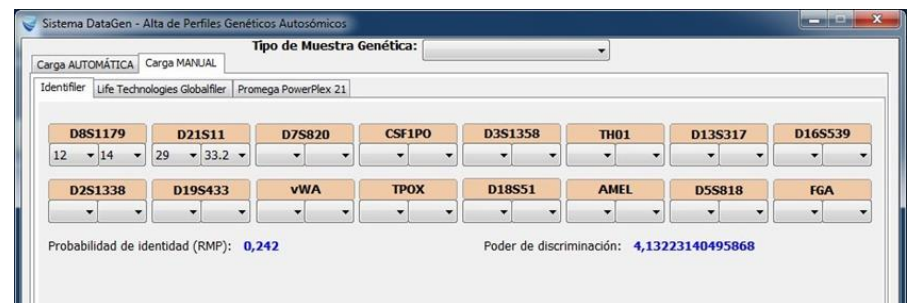 Sistema DataGen - Alta de Perfiles Genéticos Autosómicos
Tipo de Muestra Genética:
Carga AUTOMÁTICA Carga MANUAL
Identifiler Life Technologies Globalfiler Promega PowerPlex 21
D8S1179 D21S11 D7S820 CSF1PO D3S1358 TH01 D13S317 D16S539
12 14 29 33.2
D2S1338 D19S433 vWA TPOX D18S51 AMEL D5S818 FGA
Probabilidad de identidad (RMP): 0,242 Poder de discriminación: 4,13223140495868